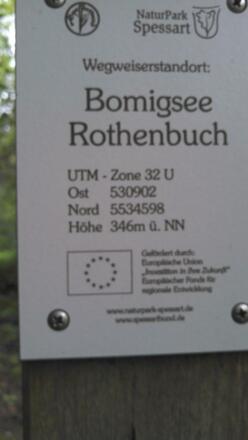 NaturPark
Spessart
Wegweiserstandort:
Bomigsee
Rothenbuch
UTM - Zone 32 U
Ost 530902
Nord 5534598
Höhe 346m ü. NN
Gefördert durch:
Europäische Union
„Investition in Ihre Zukunft"
Europäischer Fonds für
regionale Entwicklung
www.naturpark-spessart.de
www.spessartbund.de